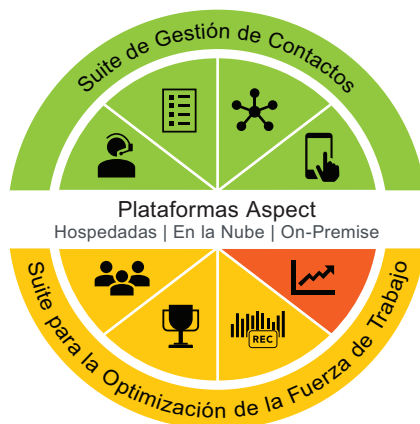 Suite de Gestión de Contactos
Plataformas Aspect
Hospedadas | En la Nube | On-Premise
REC
Suite para la Optimización de la Fuerza de Trabajo